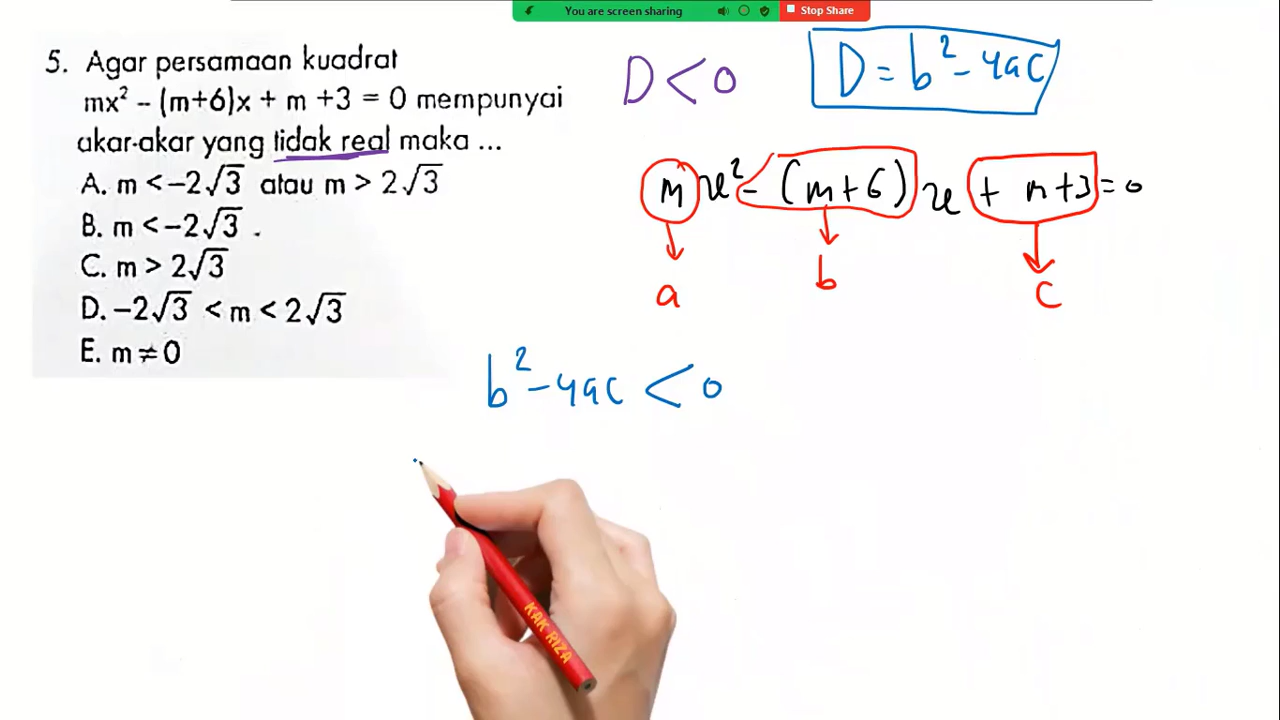 You are screen sharing
Stop Share
5. Agar persamaan kuadrat
mx² – (m+6)x + m +3 = 0 mempunyai
akar-akar yang tidak real maka ...
A. m <–2√3 atau m > 2√3
B. m <–2√3 .
C. m > 2√3
D. –2√3 < m < 2√3
E. m ≠ 0
D < 0
D = b² - 4ac
m x² - (m+6) x + m+3 = 0
a
b
c
b² - 4ac < 0
KAK RIZA